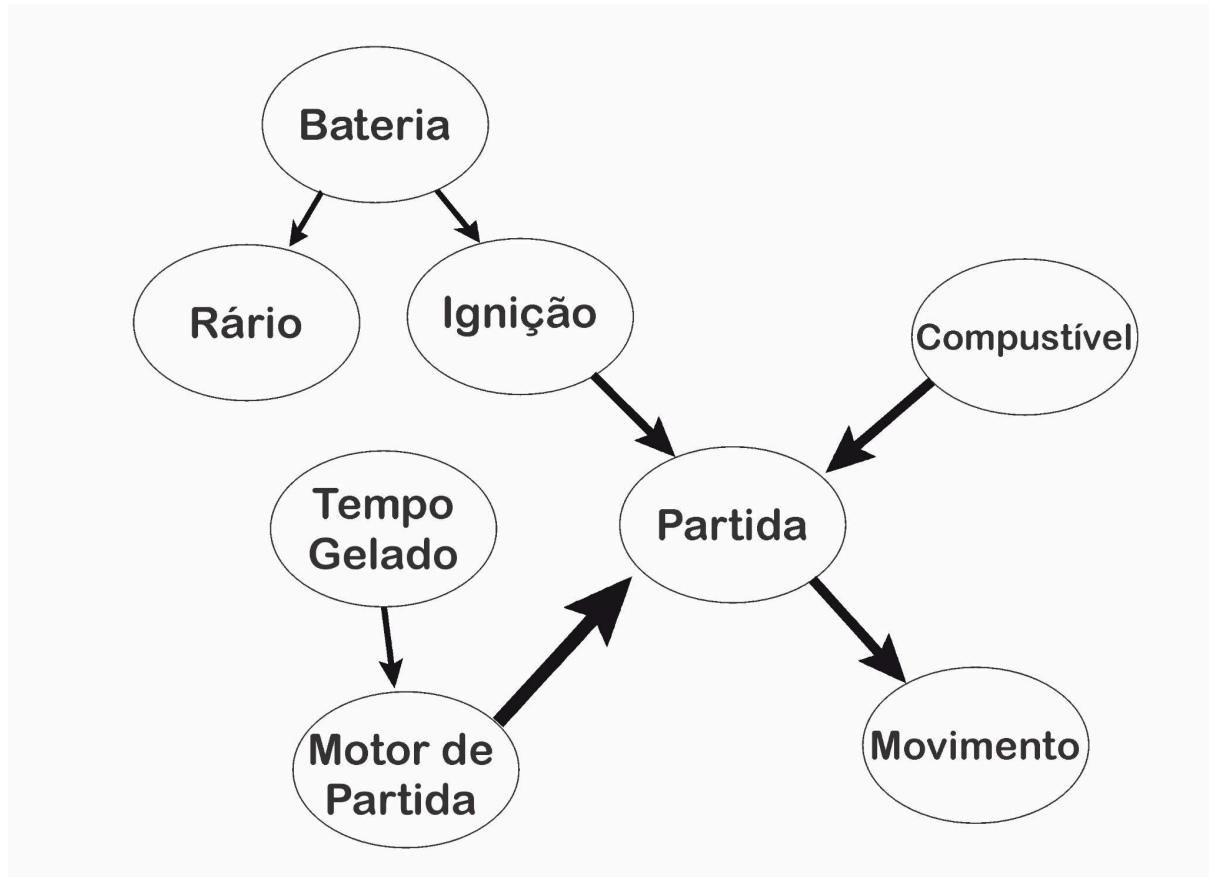 Bateria
Rário
Ignição
Compustível
Tempo
Gelado
Partida
Motor de
Partida
Movimento